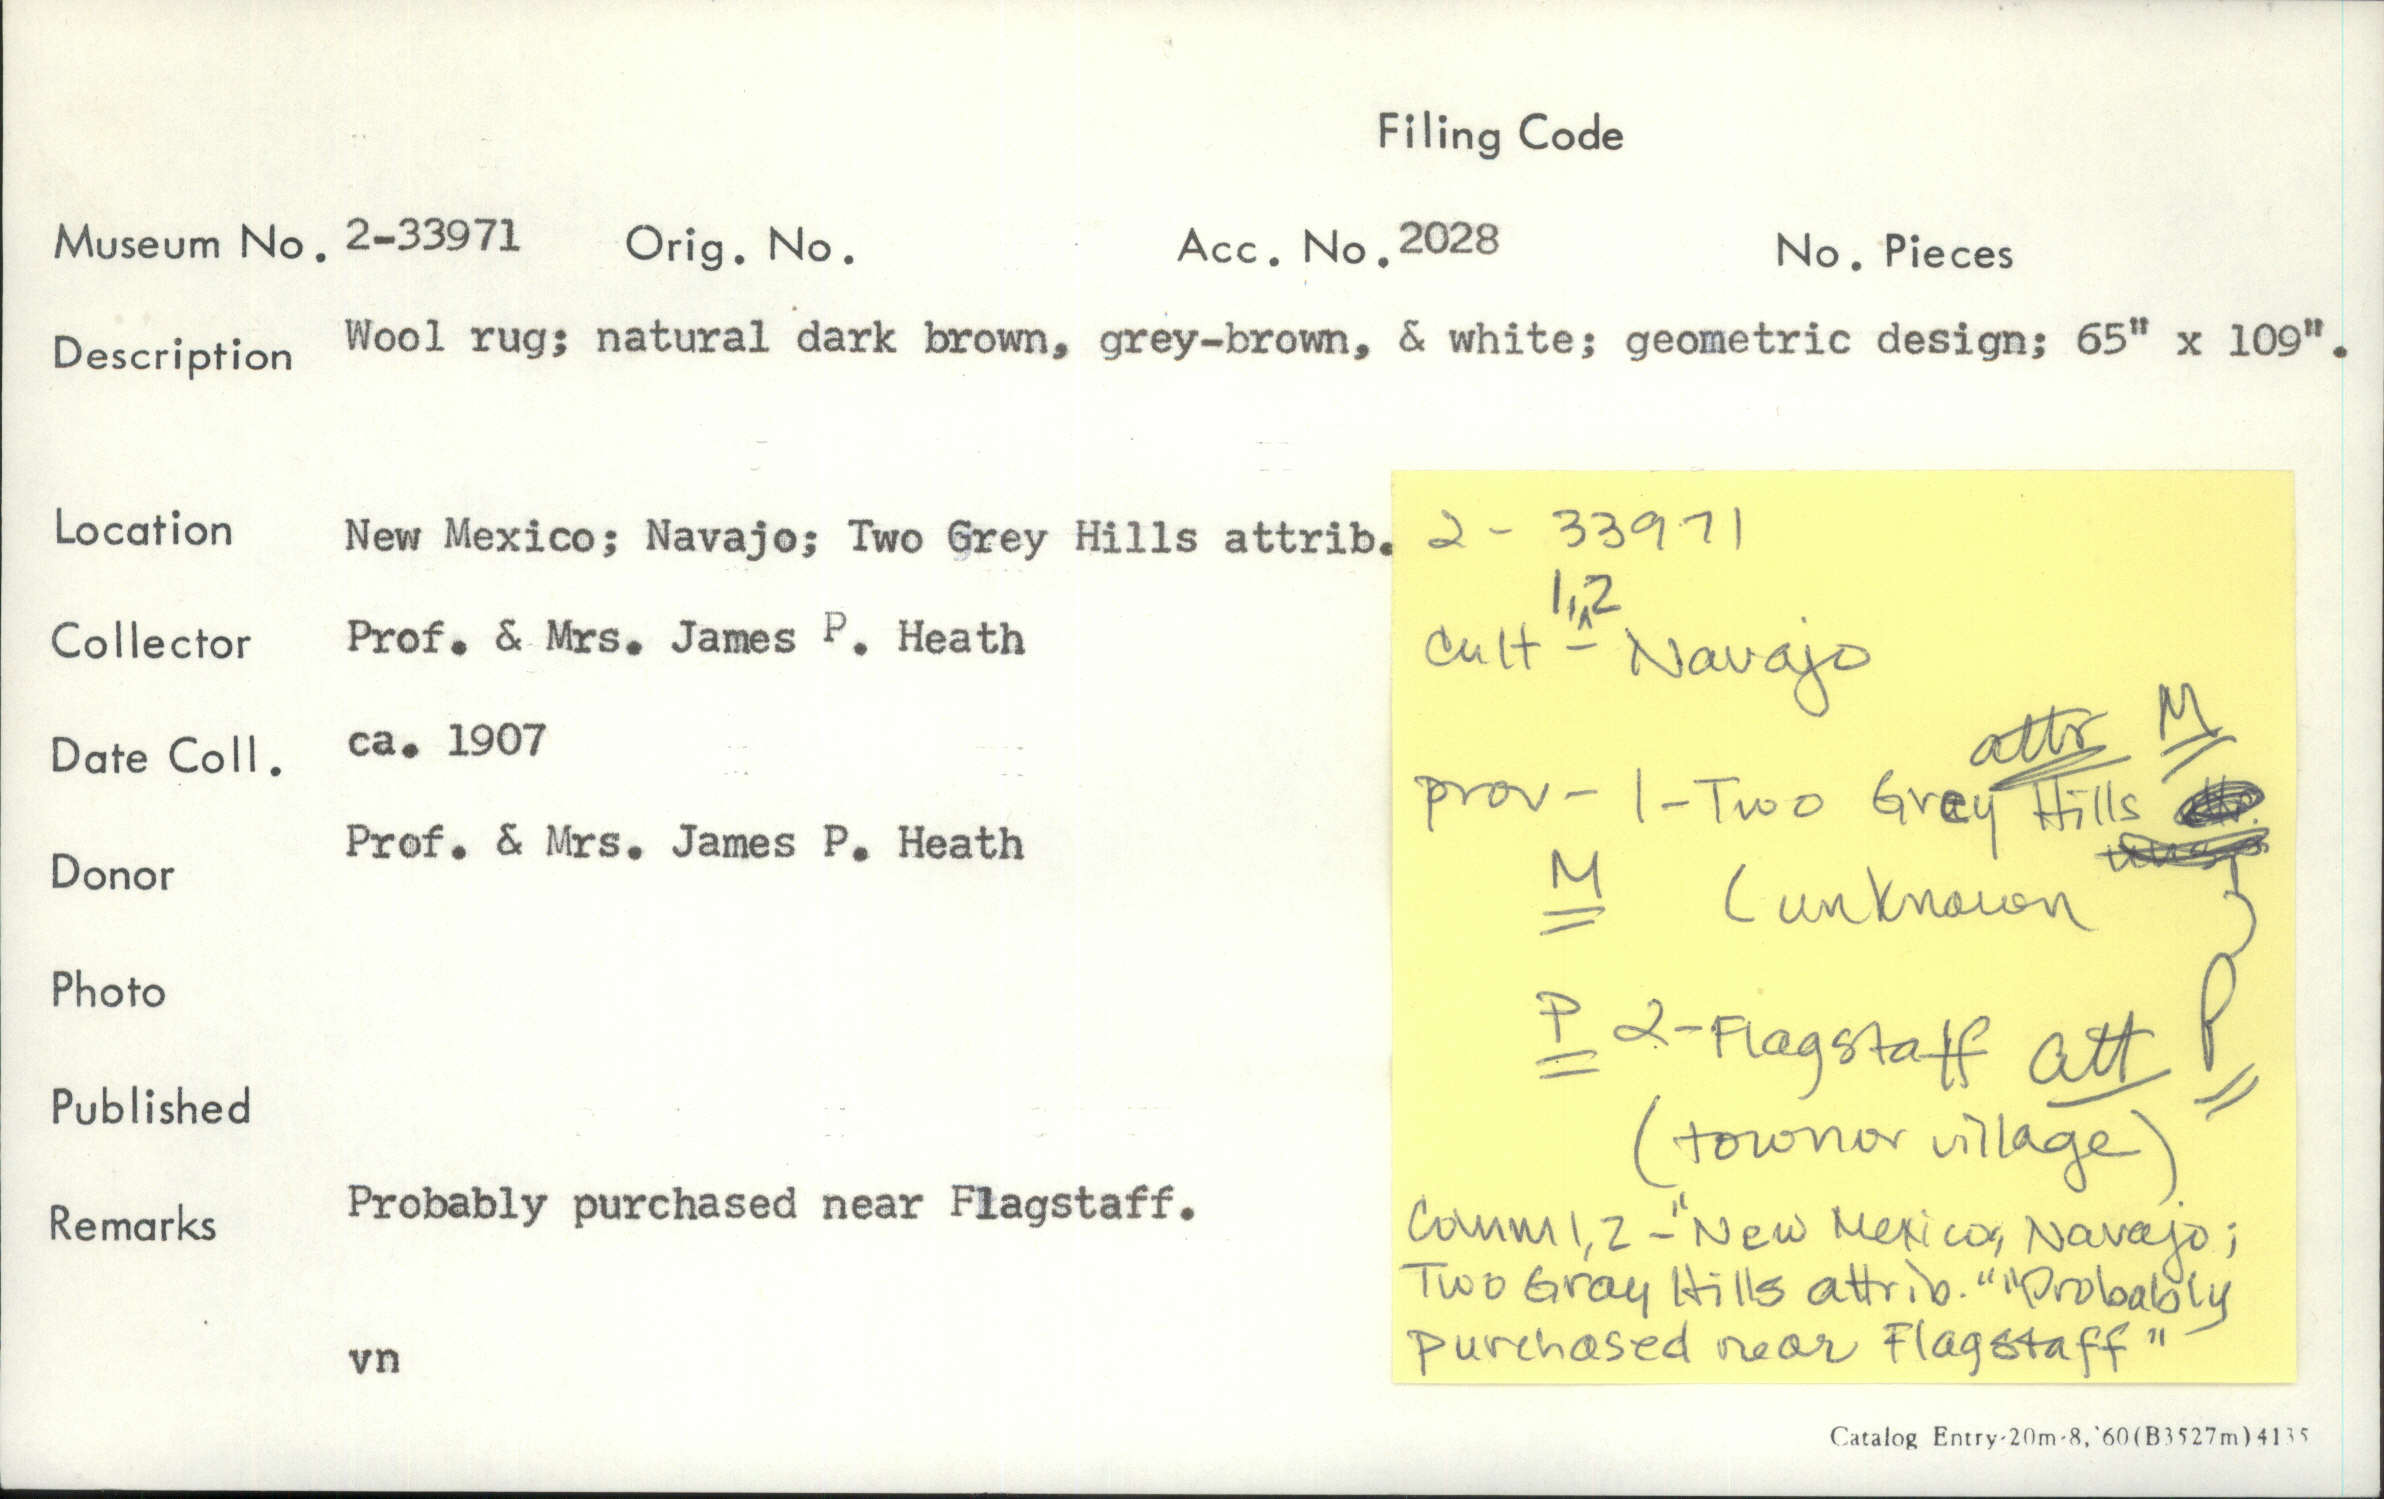 Filing Code
Museum No. 2-33971 Orig. No. Acc. No. 2028 No. Pieces
Description Wool rug; natural dark brown, grey-brown, & white; geometric design; 65" x 109".
Location New Mexico; Navajo; Two Grey Hills attrib.
Collector Prof. & Mrs. James P. Heath
Date Coll. ca. 1907
Donor Prof. & Mrs. James P. Heath
Photo
Published
Remarks Probably purchased near Flagstaff.
vn
2-33971
1,2
cult - Navajo
attr M
prov - 1-Two Grey Hills
M (unknown)
P 2-Flagstaff att P
(town or village)
Comm 1,2 - "New Mexico; Navajo;
Two Gray Hills attrib." "Probably
purchased near Flagstaff"
Catalog Entry-20m-8,'60(B3527m)4135